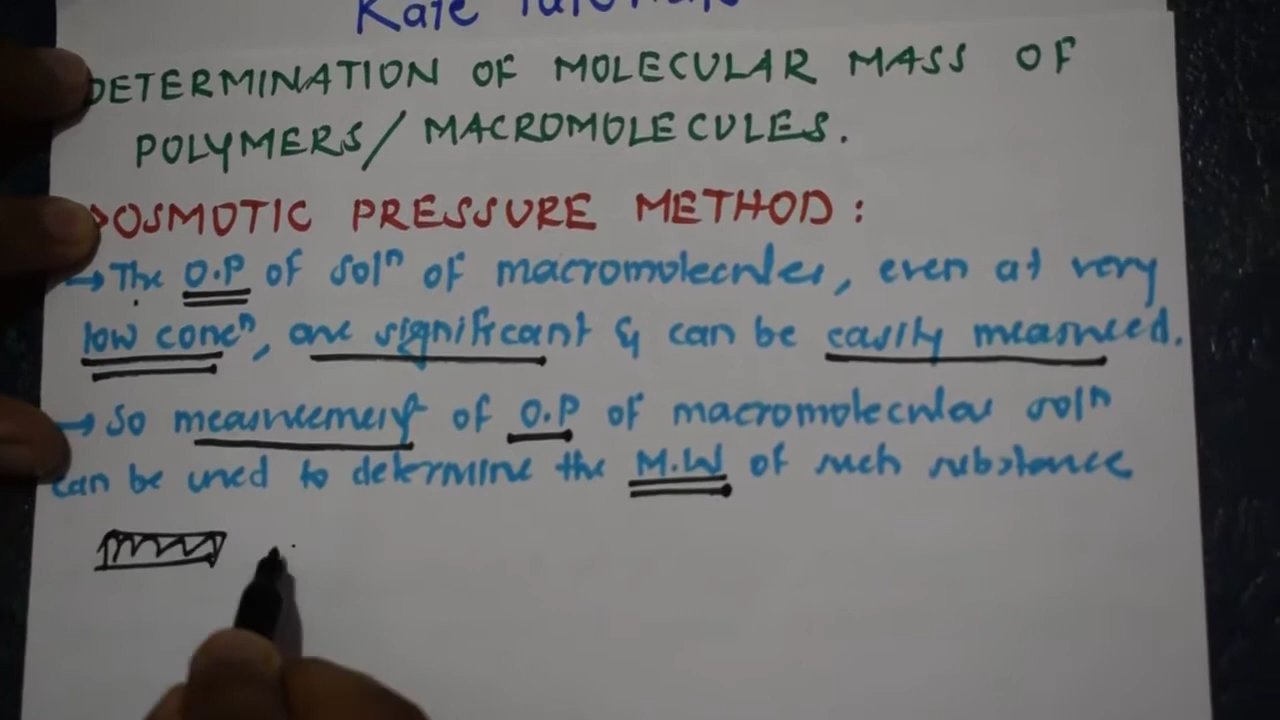 Kate Tutorials
DETERMINATION OF MOLECULAR MASS OF
POLYMERS/ MACROMOLECULES.
OSMOTIC PRESSURE METHOD :
→ The O.P of solⁿ of macromolecules, even at very
low concⁿ, are significant & can be easily measured.
→ So measurement of O.P of macromolecular solⁿ
can be used to determine the M.W of such substance